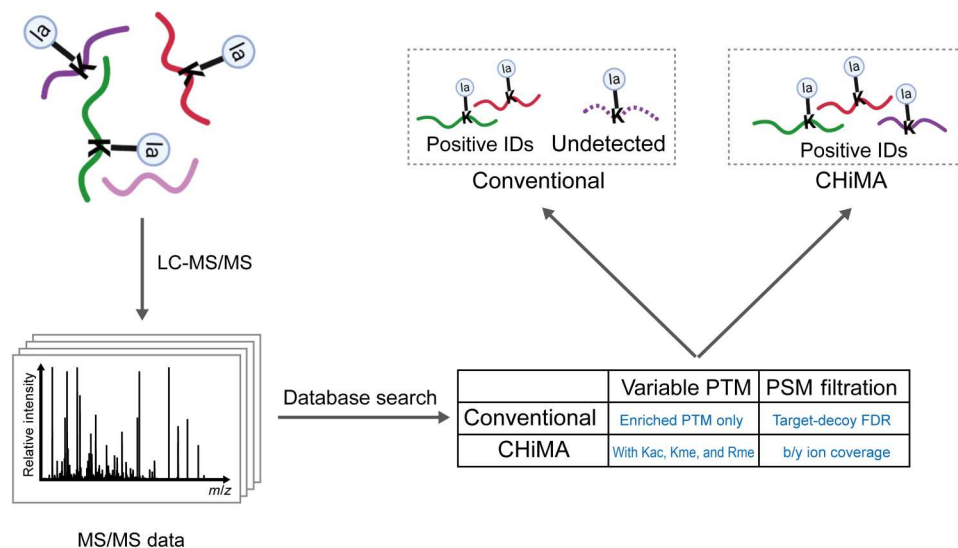 la
K
la
K
K
la
LC-MS/MS
Relative intensity
m/z
MS/MS data
Database search
la
la
la
K
K
K
Positive IDs Undetected
Conventional
la
la
la
K
K
K
Positive IDs
CHiMA
Variable PTM PSM filtration
Conventional Enriched PTM only Target-decoy FDR
CHiMA With Kac, Kme, and Rme b/y ion coverage